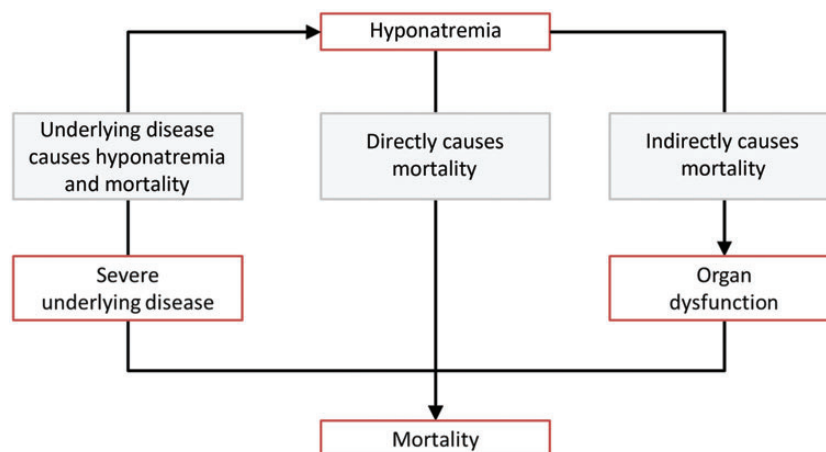 Hyponatremia
Underlying disease
causes hyponatremia
and mortality
Directly causes
mortality
Indirectly causes
mortality
Severe
underlying disease
Organ
dysfunction
Mortality